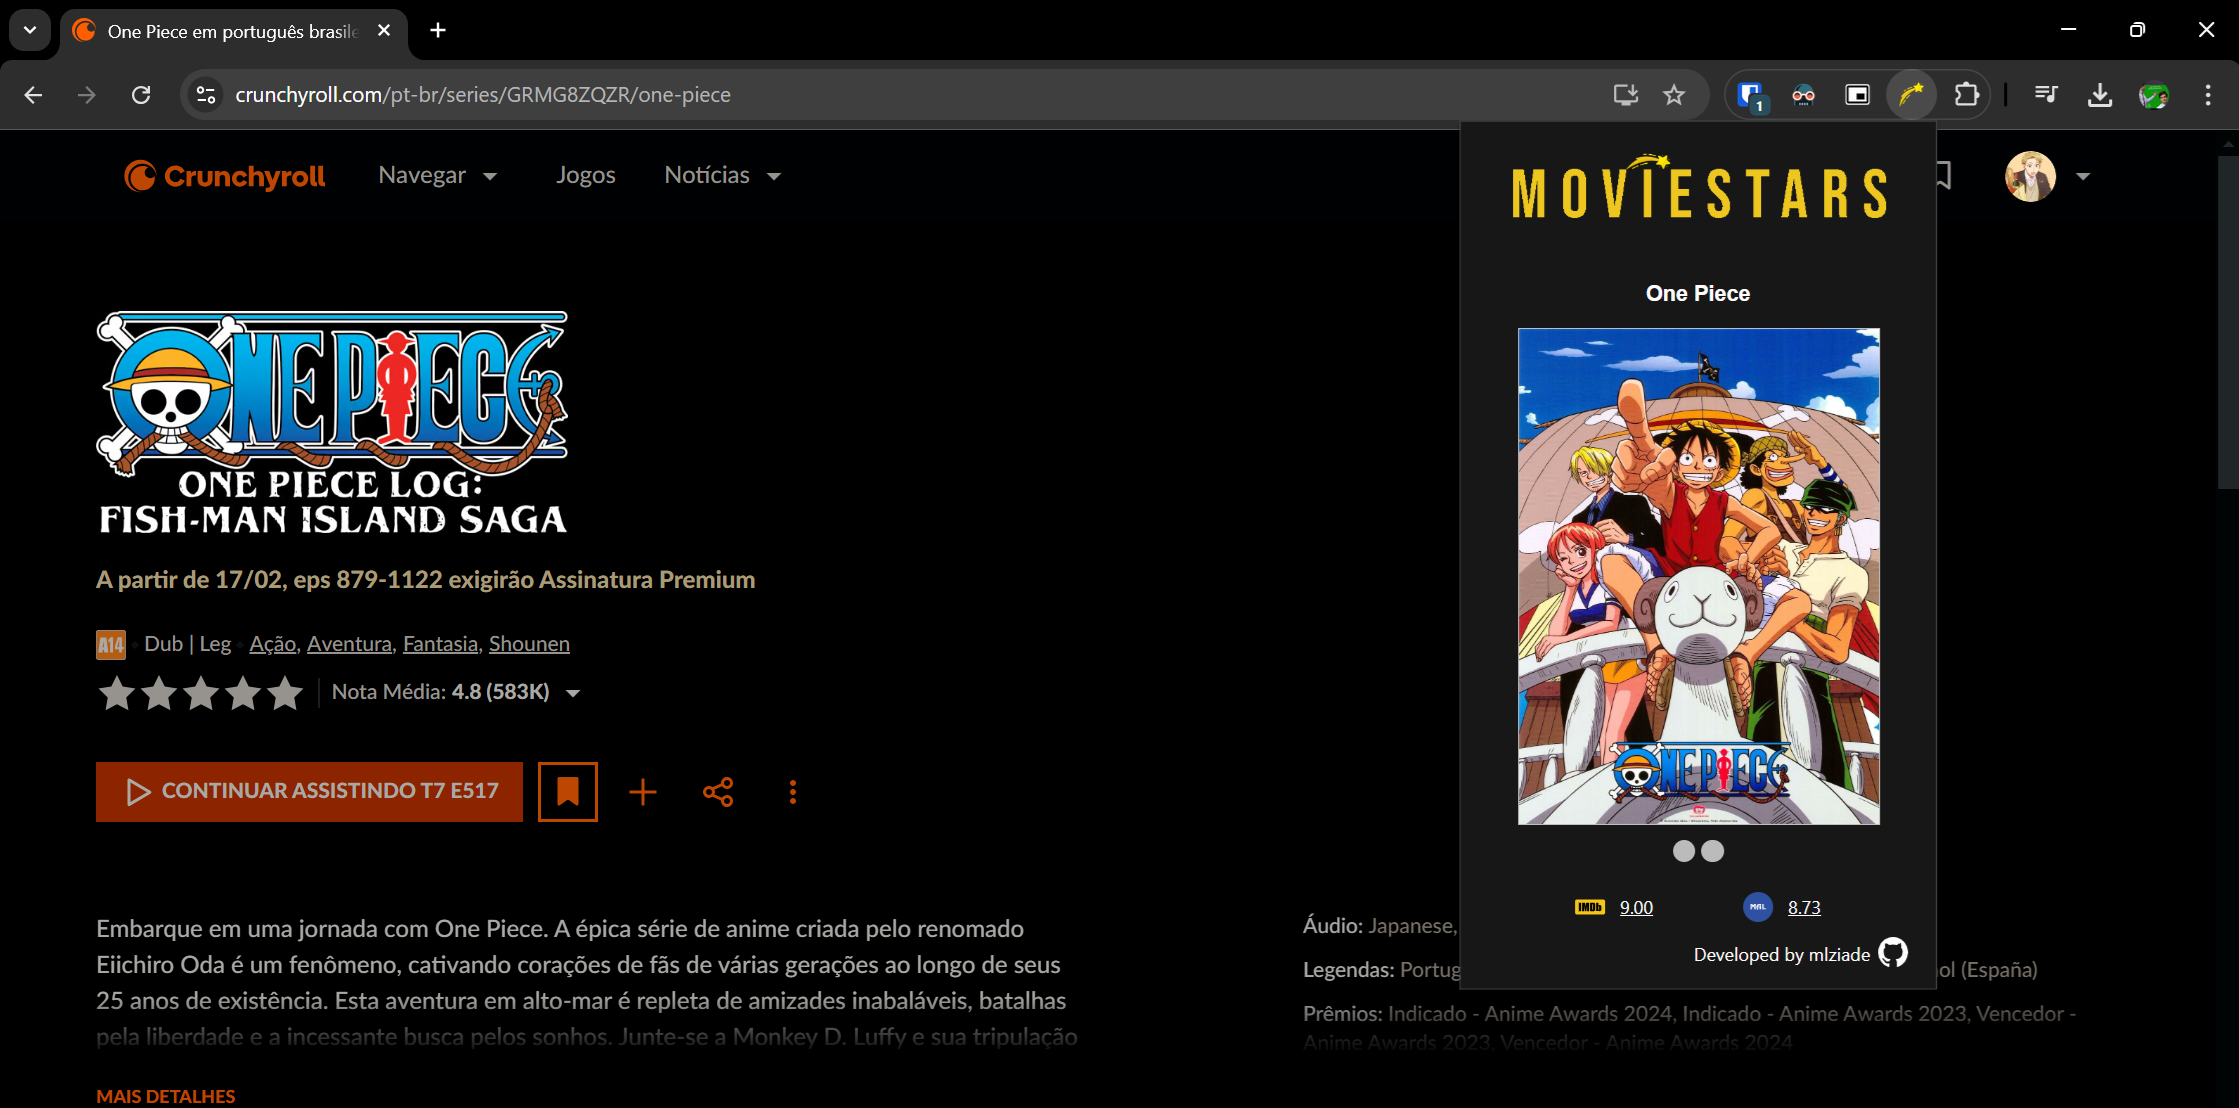 One Piece em português brasile
crunchyroll.com/pt-br/series/GRMG8ZQZR/one-piece
1
Crunchyroll
Navegar
Jogos
Notícias
ONE PIECE
ONE PIECE LOG:
FISH-MAN ISLAND SAGA
A partir de 17/02, eps 879-1122 exigirão Assinatura Premium
A14
Dub | Leg
Ação, Aventura, Fantasia, Shounen
Nota Média: 4.8 (583K)
CONTINUAR ASSISTINDO T7 E517
Embarque em uma jornada com One Piece. A épica série de anime criada pelo renomado
Eiichiro Oda é um fenômeno, cativando corações de fãs de várias gerações ao longo de seus
25 anos de existência. Esta aventura em alto-mar é repleta de amizades inabaláveis, batalhas
pela liberdade e a incessante busca pelos sonhos. Junte-se a Monkey D. Luffy e sua tripulação
MAIS DETALHES
Áudio: Japanese,
Legendas: Portug
ol (España)
Prêmios: Indicado - Anime Awards 2024, Indicado - Anime Awards 2023, Vencedor -
Anime Awards 2023, Vencedor - Anime Awards 2024
MOVIESTARS
One Piece
ONE PIECE
IMDb 9.00
MAL 8.73
Developed by mlziade